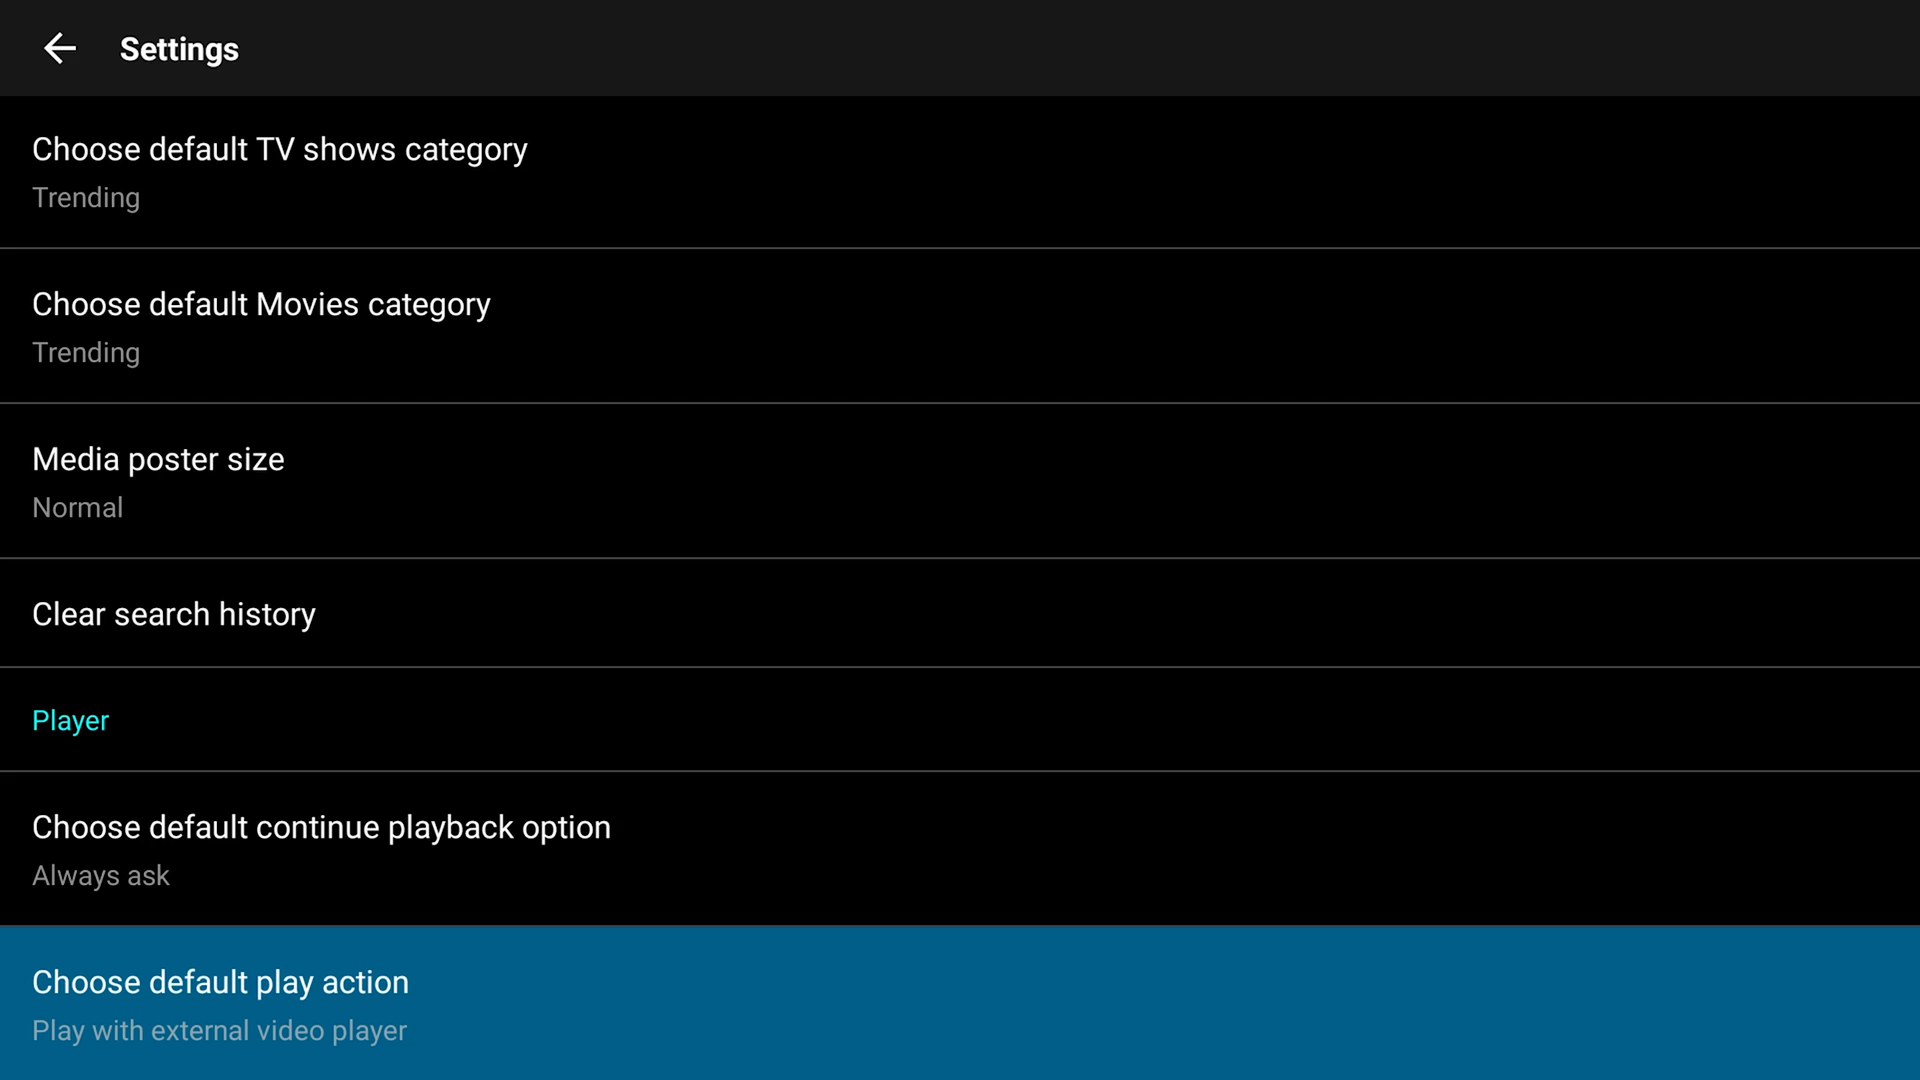 Settings
Choose default TV shows category
Trending
Choose default Movies category
Trending
Media poster size
Normal
Clear search history
Player
Choose default continue playback option
Always ask
Choose default play action
Play with external video player